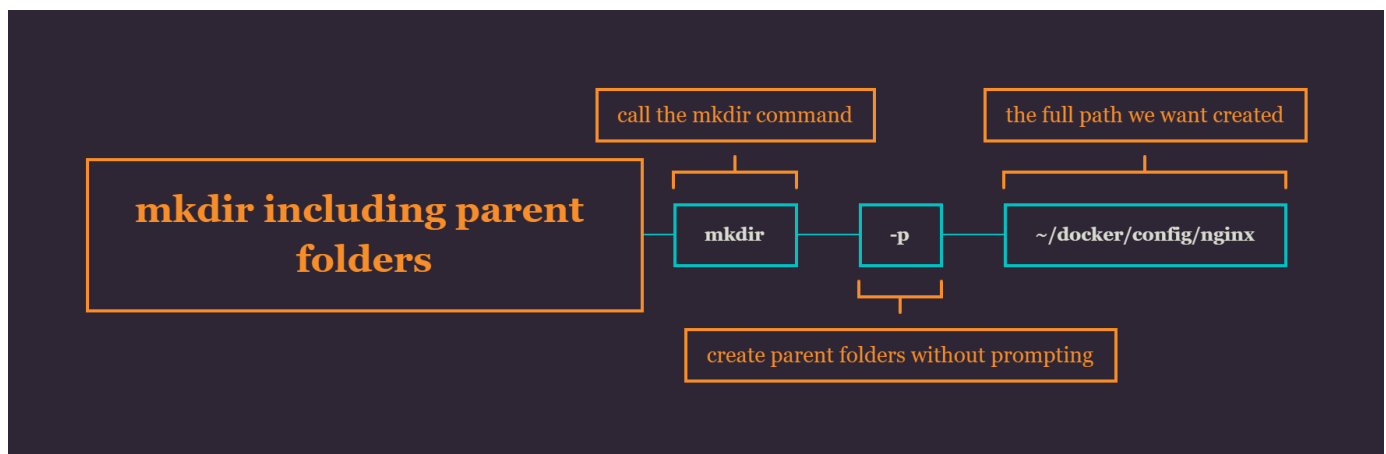 call the mkdir command
the full path we want created
mkdir including parent
folders
mkdir
-p
~/docker/config/nginx
create parent folders without prompting